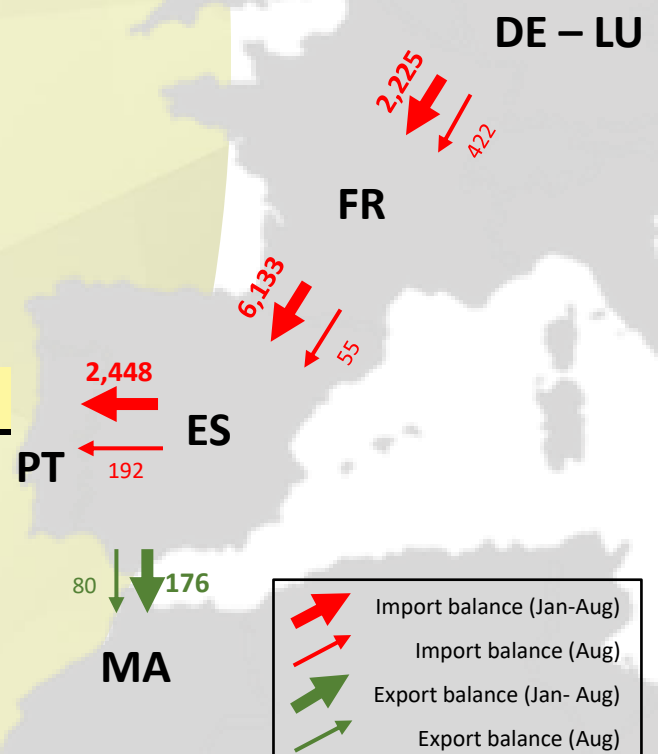 DE – LU
2,225
422
FR
6,133
55
2,448
ES
192
PT
80
176
MA
Import balance (Jan-Aug)
Import balance (Aug)
Export balance (Jan- Aug)
Export balance (Aug)